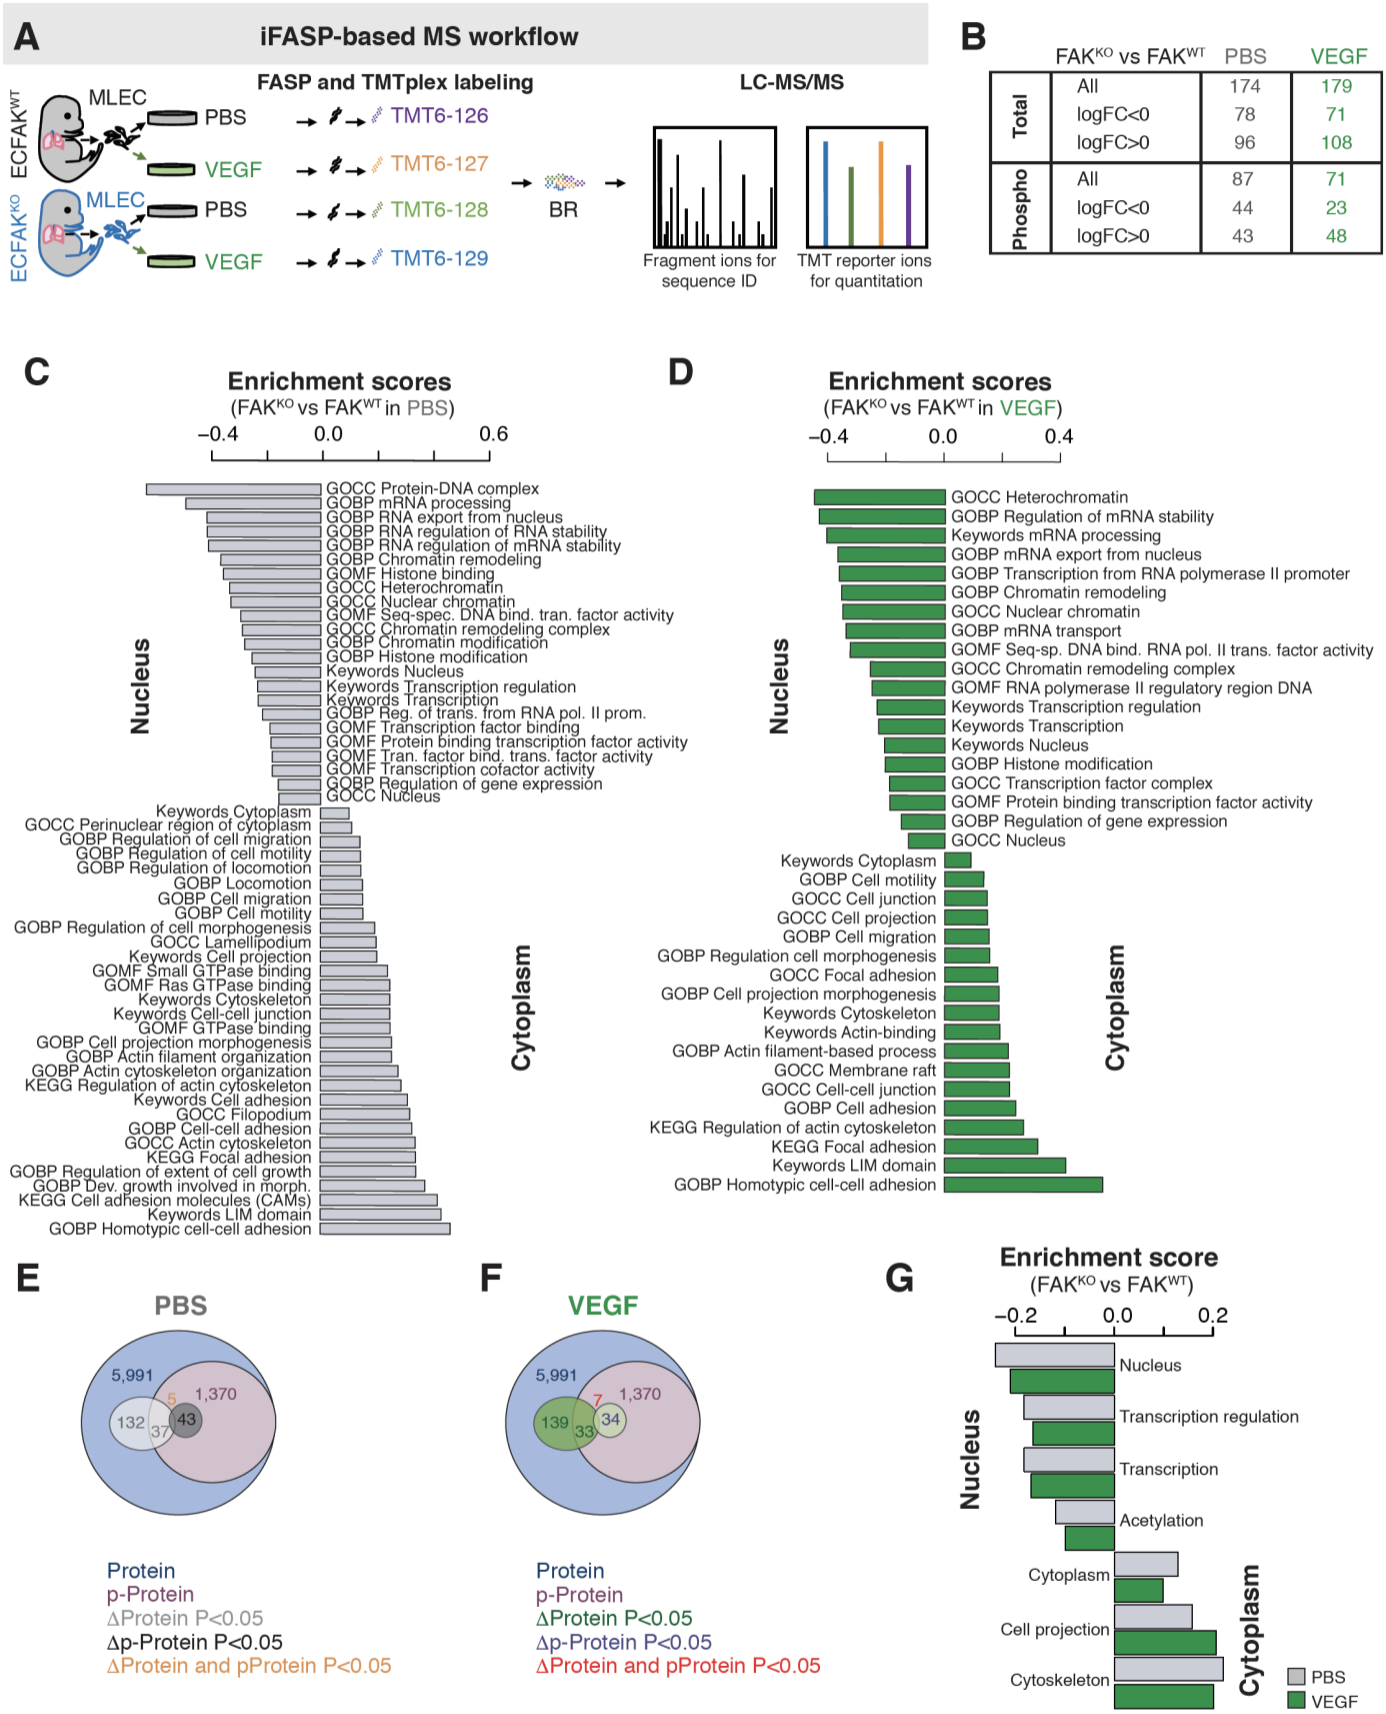 A
iFASP-based MS workflow
FASP and TMTplex labeling
LC-MS/MS
ECFAKWT
MLEC
PBS
TMT6-126
VEGF
TMT6-127
ECFAKKO
MLEC
PBS
TMT6-128
VEGF
TMT6-129
BR
Fragment ions for
sequence ID
TMT reporter ions
for quantitation
B
FAKKO vs FAKWT PBS VEGF
Total
All 174 179
logFC<0 78 71
logFC>0 96 108
Phospho
All 87 71
logFC<0 44 23
logFC>0 43 48
C
Enrichment scores
(FAKKO vs FAKWT in PBS)
−0.4 0.0 0.6
GOCC Protein-DNA complex
GOBP mRNA processing
GOBP RNA export from nucleus
GOBP RNA regulation of RNA stability
GOBP RNA regulation of mRNA stability
GOBP Chromatin remodeling
GOMF Histone binding
GOCC Heterochromatin
GOCC Nuclear chromatin
GOMF Seq-spec. DNA bind. tran. factor activity
GOCC Chromatin remodeling complex
GOBP Chromatin modification
GOBP Histone modification
Keywords Nucleus
Keywords Transcription regulation
Keywords Transcription
GOBP Reg. of trans. from RNA pol. II prom.
GOMF Transcription factor binding
GOMF Protein binding transcription factor activity
GOMF Tran. factor bind. trans. factor activity
GOMF Transcription cofactor activity
GOBP Regulation of gene expression
GOCC Nucleus
Nucleus
Keywords Cytoplasm
GOCC Perinuclear region of cytoplasm
GOBP Regulation of cell migration
GOBP Regulation of cell motility
GOBP Regulation of locomotion
GOBP Locomotion
GOBP Cell migration
GOBP Cell motility
GOBP Regulation of cell morphogenesis
GOCC Lamellipodium
Keywords Cell projection
GOMF Small GTPase binding
GOMF Ras GTPase binding
Keywords Cytoskeleton
Keywords Cell-cell junction
GOMF GTPase binding
GOBP Cell projection morphogenesis
GOBP Actin filament organization
GOBP Actin cytoskeleton organization
KEGG Regulation of actin cytoskeleton
Keywords Cell adhesion
GOCC Filopodium
GOBP Cell-cell adhesion
GOCC Actin cytoskeleton
KEGG Focal adhesion
GOBP Regulation of extent of cell growth
GOBP Dev. growth involved in morph.
KEGG Cell adhesion molecules (CAMs)
Keywords LIM domain
GOBP Homotypic cell-cell adhesion
Cytoplasm
D
Enrichment scores
(FAKKO vs FAKWT in VEGF)
−0.4 0.0 0.4
GOCC Heterochromatin
GOBP Regulation of mRNA stability
Keywords mRNA processing
GOBP mRNA export from nucleus
GOBP Transcription from RNA polymerase II promoter
GOBP Chromatin remodeling
GOCC Nuclear chromatin
GOBP mRNA transport
GOMF Seq-sp. DNA bind. RNA pol. II trans. factor activity
GOCC Chromatin remodeling complex
GOMF RNA polymerase II regulatory region DNA
Keywords Transcription regulation
Keywords Transcription
Keywords Nucleus
GOBP Histone modification
GOCC Transcription factor complex
GOMF Protein binding transcription factor activity
GOBP Regulation of gene expression
GOCC Nucleus
Nucleus
Keywords Cytoplasm
GOBP Cell motility
GOCC Cell junction
GOCC Cell projection
GOBP Cell migration
GOBP Regulation cell morphogenesis
GOCC Focal adhesion
GOBP Cell projection morphogenesis
Keywords Cytoskeleton
Keywords Actin-binding
GOBP Actin filament-based process
GOCC Membrane raft
GOCC Cell-cell junction
GOBP Cell adhesion
KEGG Regulation of actin cytoskeleton
KEGG Focal adhesion
Keywords LIM domain
GOBP Homotypic cell-cell adhesion
Cytoplasm
E
PBS
5,991
5 1,370
132 37 43
Protein
p-Protein
ΔProtein P<0.05
Δp-Protein P<0.05
ΔProtein and pProtein P<0.05
F
VEGF
5,991
7 1,370
139 33 34
Protein
p-Protein
ΔProtein P<0.05
Δp-Protein P<0.05
ΔProtein and pProtein P<0.05
G
Enrichment score
(FAKKO vs FAKWT)
−0.2 0.0 0.2
Nucleus
Transcription regulation
Transcription
Acetylation
Nucleus
Cytoplasm
Cell projection
Cytoskeleton
Cytoplasm
PBS
VEGF